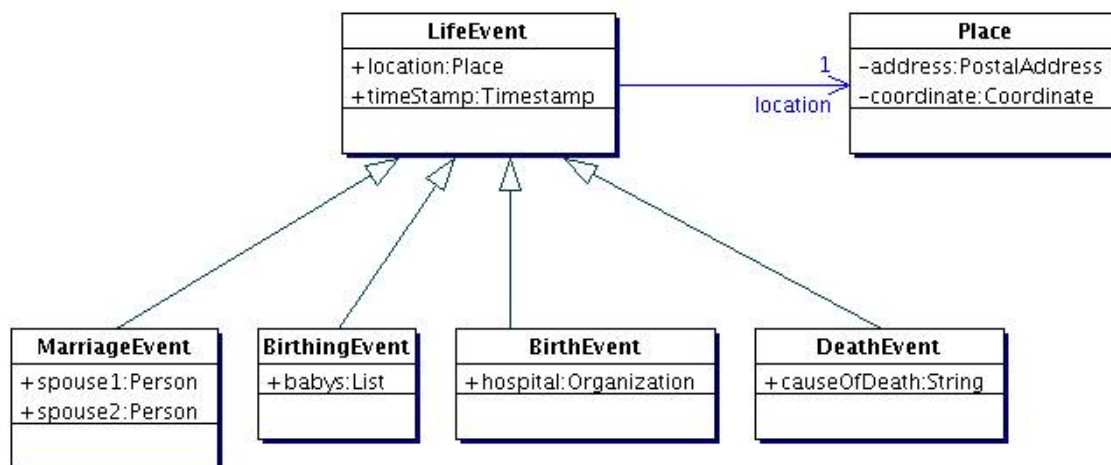 LifeEvent
+location:Place
+timeStamp:Timestamp
1
location
Place
-address:PostalAddress
-coordinate:Coordinate
MarriageEvent
+spouse1:Person
+spouse2:Person
BirthingEvent
+babys:List
BirthEvent
+hospital:Organization
DeathEvent
+causeOfDeath:String